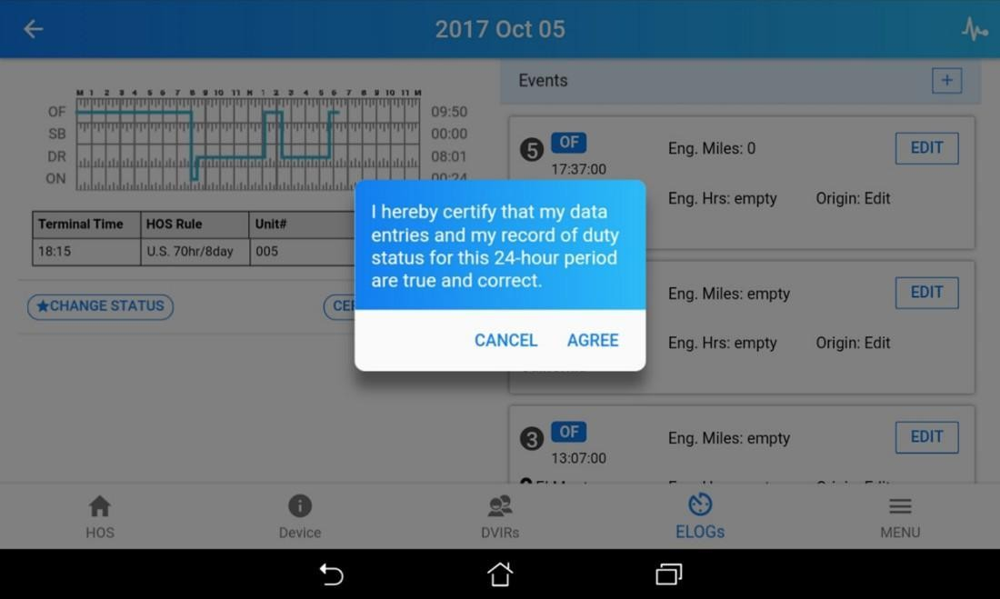 2017 Oct 05
M 1 2 3 4 5 6 7 8 9 10 11 N 1 2 3 4 5 6 7 8 9 10 11 M
OF 09:50
SB 00:00
DR 08:01
ON 00:24
Terminal Time HOS Rule Unit#
18:15 U.S. 70hr/8day 005
★CHANGE STATUS
Events +
5 OF Eng. Miles: 0 EDIT
17:37:00
Eng. Hrs: empty Origin: Edit
Eng. Miles: empty EDIT
Eng. Hrs: empty Origin: Edit
3 OF Eng. Miles: empty EDIT
13:07:00
I hereby certify that my data
entries and my record of duty
status for this 24-hour period
are true and correct.
CANCEL AGREE
HOS Device DVIRs ELOGs MENU